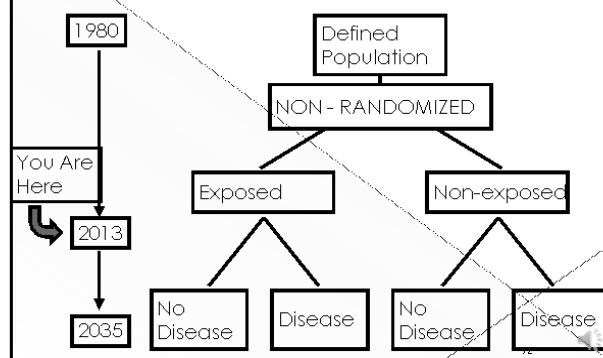 1980
Defined
Population
NON - RANDOMIZED
You Are
Here
Exposed
Non-exposed
2013
No
Disease
Disease
No
Disease
Disease
2035
72